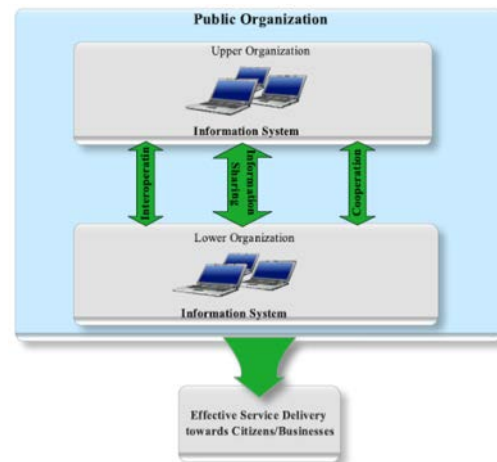 Public Organization
Upper Organization
Information System
Interoperatin
Information
Sharing
Cooperation
Lower Organization
Information System
Effective Service Delivery
towards Citizens/Businesses